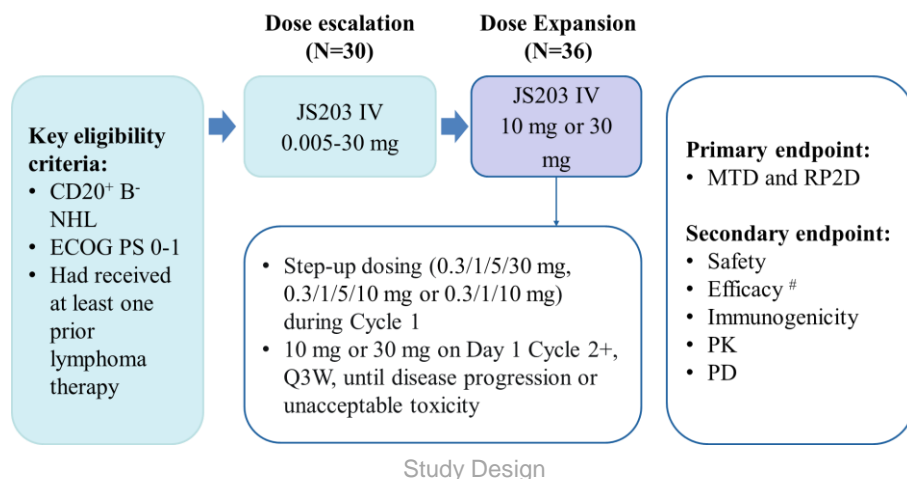 Dose escalation
(N=30)
Dose Expansion
(N=36)
Key eligibility
criteria:
• CD20⁺ B⁻
NHL
• ECOG PS 0-1
• Had received
at least one
prior
lymphoma
therapy
JS203 IV
0.005-30 mg
JS203 IV
10 mg or 30
mg
• Step-up dosing (0.3/1/5/30 mg,
0.3/1/5/10 mg or 0.3/1/10 mg)
during Cycle 1
• 10 mg or 30 mg on Day 1 Cycle 2+,
Q3W, until disease progression or
unacceptable toxicity
Primary endpoint:
• MTD and RP2D
Secondary endpoint:
• Safety
• Efficacy #
• Immunogenicity
• PK
• PD
Study Design